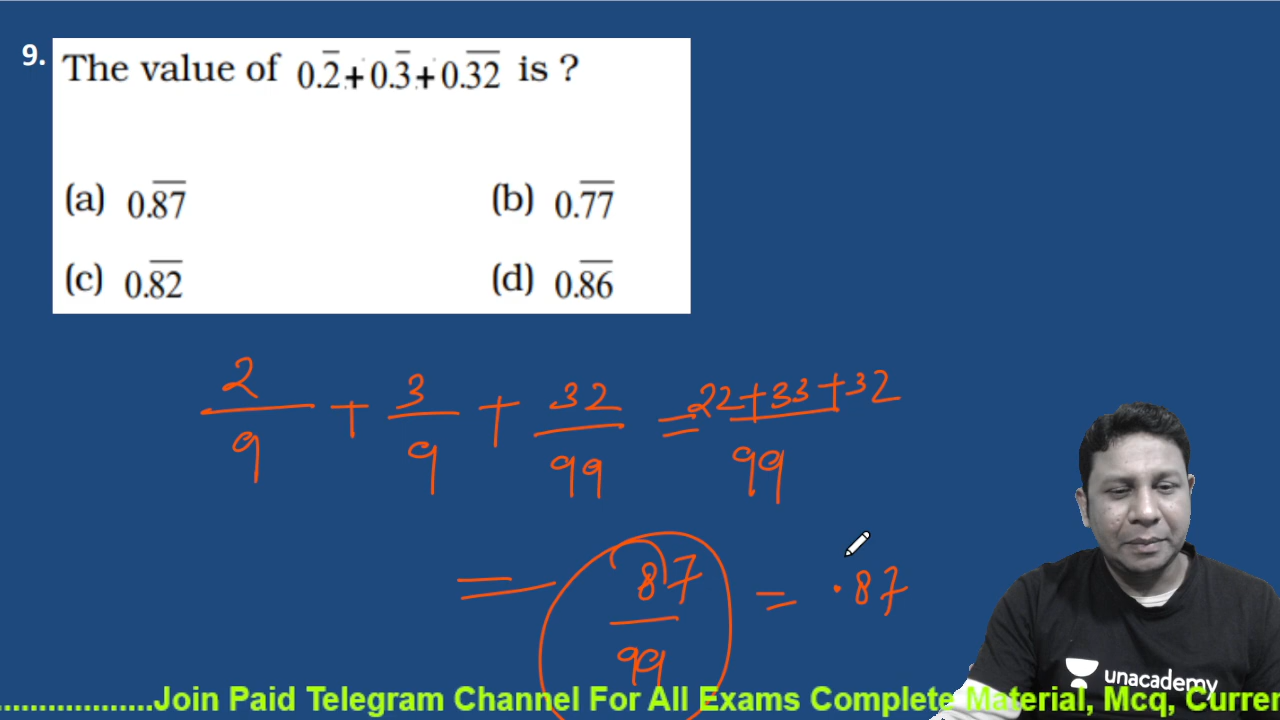 9. The value of 0.2̅+0.3̅+0.3̅2̅ is ?
(a) 0.8̅7̅ (b) 0.7̅7̅
(c) 0.8̅2̅ (d) 0.8̅6̅
2/9 + 3/9 + 32/99 = 22+33+32/99
= 87/99 = .87
unacademy
..................Join Paid Telegram Channel For All Exams Complete Material, Mcq, Curre